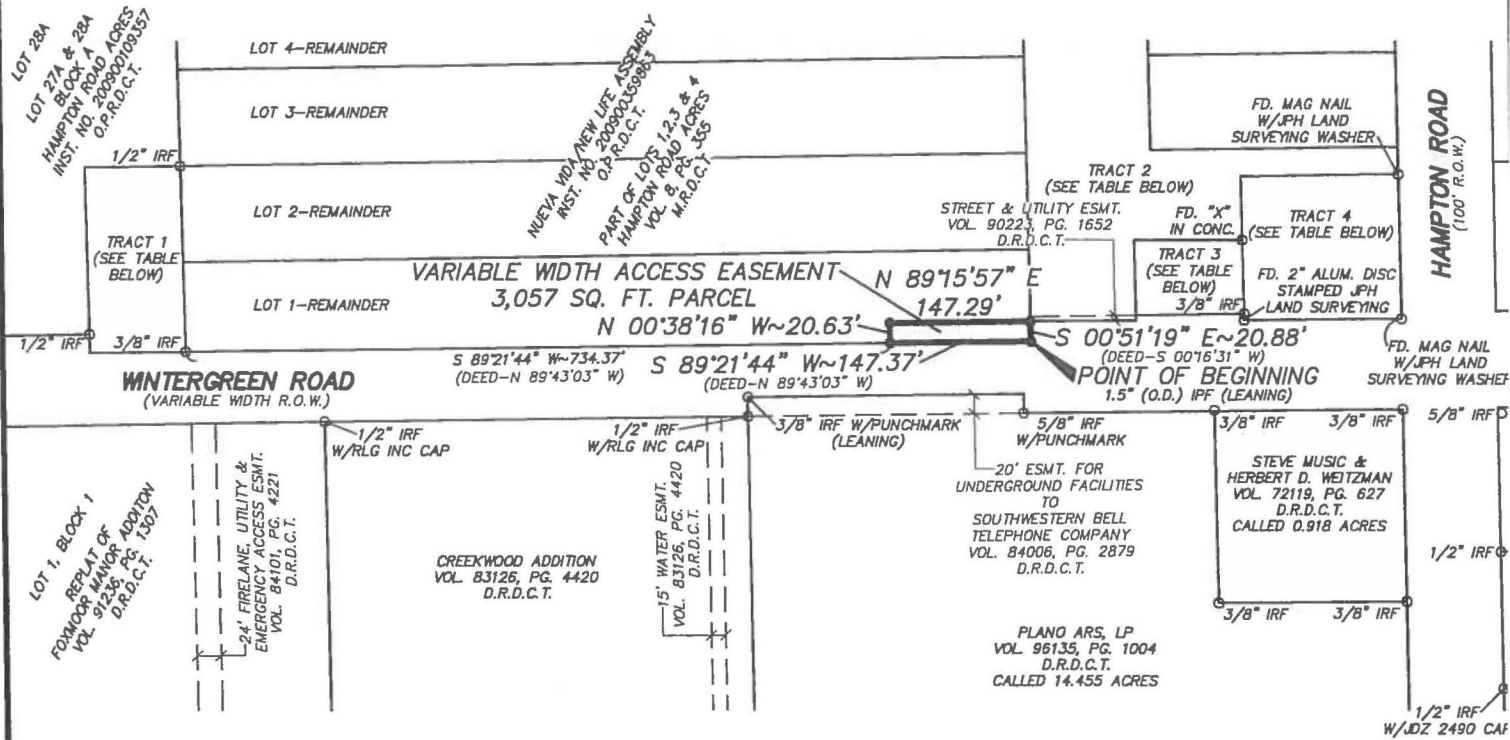 LOT 28A
LOT 27A & 28A
BLOCK A
HAMPTON ROAD ACRES
INST. NO. 200900109357
O.P.R.D.C.T.
LOT 4-REMAINDER
LOT 3-REMAINDER
LOT 2-REMAINDER
LOT 1-REMAINDER
1/2" IRF
TRACT 1
(SEE TABLE
BELOW)
1/2" IRF
3/8" IRF
NUEVA VIDA/NEW LIFE ASSEMBLY
INST. NO. 200900359863
O.P.R.D.C.T.
PART OF LOTS 1,2,3 & 4
HAMPTON ROAD ACRES
VOL. 8, PG. 355
M.R.D.C.T.
VARIABLE WIDTH ACCESS EASEMENT
3,057 SQ. FT. PARCEL
N 89°15'57" E
147.29'
N 00°38'16" W~20.63'
S 00°51'19" E~20.88'
(DEED-S 00°16'31" W)
S 89°21'44" W~734.37'
(DEED-N 89°43'03" W)
S 89°21'44" W~147.37'
(DEED-N 89°43'03" W)
POINT OF BEGINNING
1.5" (O.D.) IPF (LEANING)
TRACT 2
(SEE TABLE BELOW)
STREET & UTILITY ESMT.
VOL. 90223, PG. 1652
D.R.D.C.T.
FD. "X"
IN CONC.
TRACT 3
(SEE TABLE
BELOW)
3/8" IRF
FD. MAG NAIL
W/JPH LAND
SURVEYING WASHER
TRACT 4
(SEE TABLE BELOW)
FD. 2" ALUM. DISC
STAMPED JPH
LAND SURVEYING
HAMPTON ROAD
(100' R.O.W.)
FD. MAG NAIL
W/JPH LAND
SURVEYING WASHER
WINTERGREEN ROAD
(VARIABLE WIDTH R.O.W.)
1/2" IRF
W/RLG INC CAP
1/2" IRF
W/RLG INC CAP
3/8" IRF W/PUNCHMARK
(LEANING)
5/8" IRF
W/PUNCHMARK
3/8" IRF
3/8" IRF
5/8" IRF
LOT 1, BLOCK 1
REPLAT OF
FOXMOOR MANOR ADDITON
VOL. 91236, PG. 1307
D.R.D.C.T.
24' FIRELANE, UTILITY &
EMERGENCY ACCESS ESMT.
VOL. 84101, PG. 4221
D.R.D.C.T.
CREEKWOOD ADDITION
VOL. 83126, PG. 4420
D.R.D.C.T.
15' WATER ESMT.
VOL. 83126, PG. 4420
D.R.D.C.T.
20' ESMT. FOR
UNDERGROUND FACILITIES
TO
SOUTHWESTERN BELL
TELEPHONE COMPANY
VOL. 84006, PG. 2879
D.R.D.C.T.
STEVE MUSIC &
HERBERT D. WEITZMAN
VOL. 72119, PG. 627
D.R.D.C.T.
CALLED 0.918 ACRES
1/2" IRF
3/8" IRF
3/8" IRF
PLANO ARS, LP
VOL. 96135, PG. 1004
D.R.D.C.T.
CALLED 14.455 ACRES
1/2" IRF
W/JDZ 2490 CAP